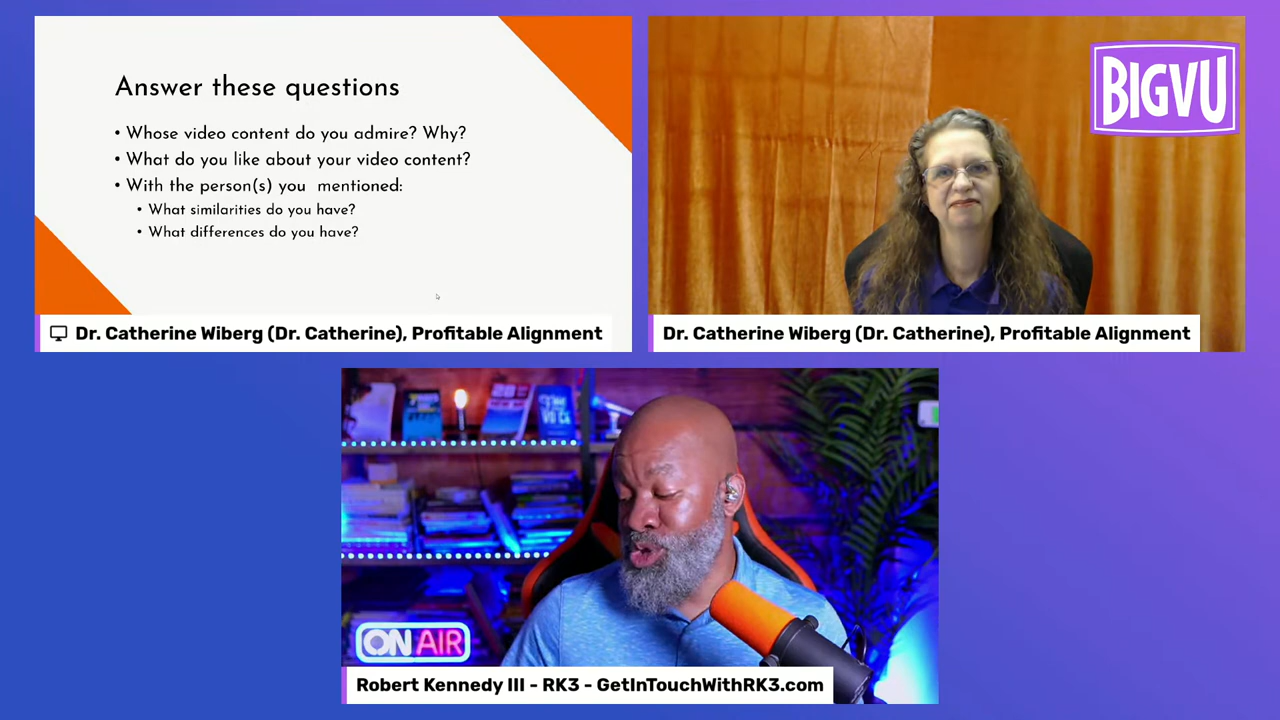 Answer these questions
• Whose video content do you admire? Why?
• What do you like about your video content?
• With the person(s) you mentioned:
• What similarities do you have?
• What differences do you have?
Dr. Catherine Wiberg (Dr. Catherine), Profitable Alignment
BIGVU
Dr. Catherine Wiberg (Dr. Catherine), Profitable Alignment
ON AIR
Robert Kennedy III - RK3 - GetInTouchWithRK3.com